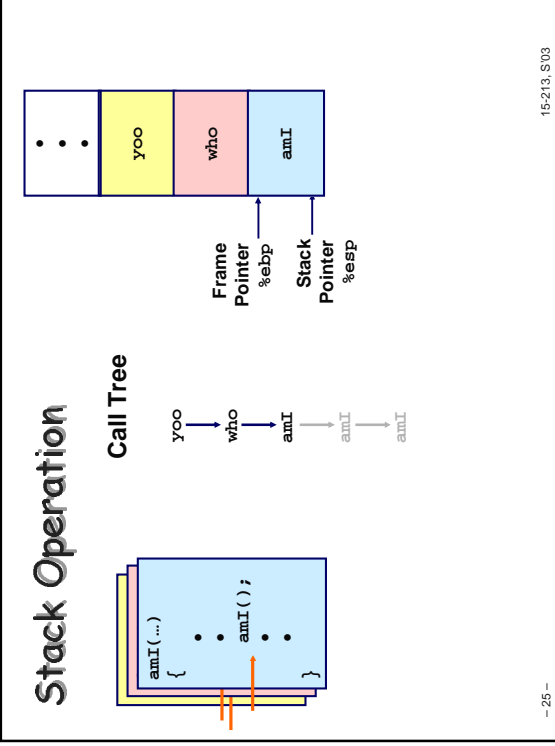 Stack Operation
amI(…)
{
•
•
amI();
•
•
}
Call Tree
yoo
who
amI
amI
amI
Frame
Pointer
%ebp
Stack
Pointer
%esp
•
•
•
yoo
who
amI
– 25 –
15-213, S'03